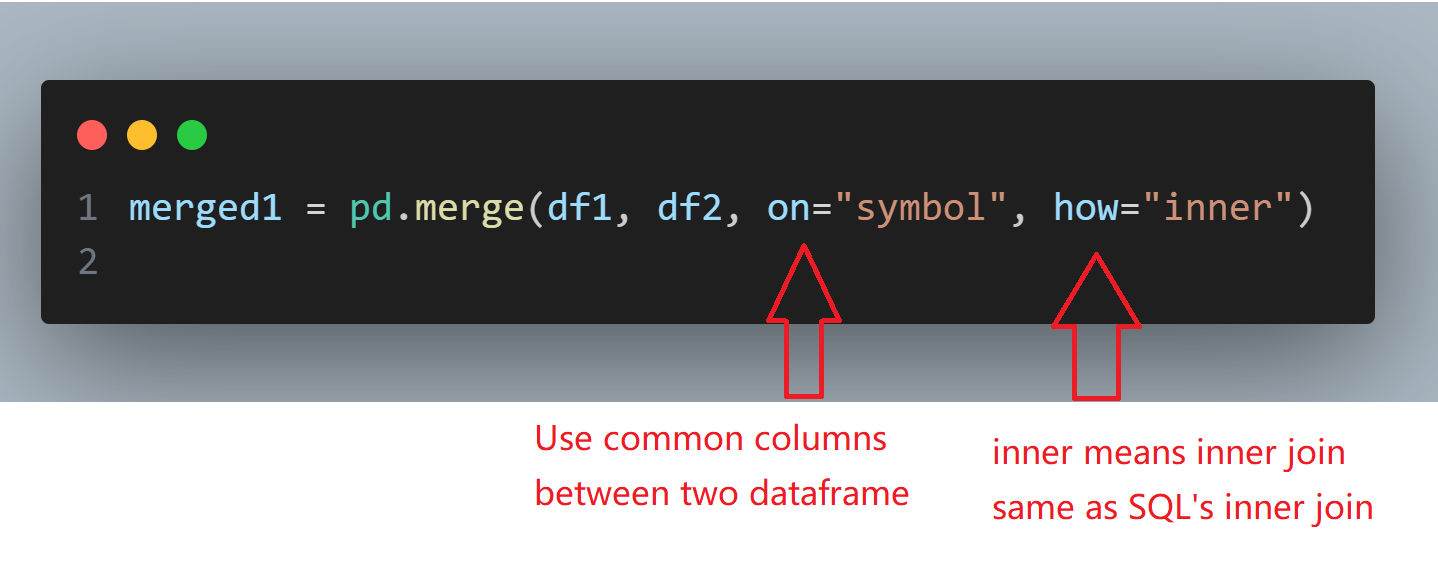 1 merged1 = pd.merge(df1, df2, on="symbol", how="inner")
2
Use common columns
between two dataframe
inner means inner join
same as SQL's inner join